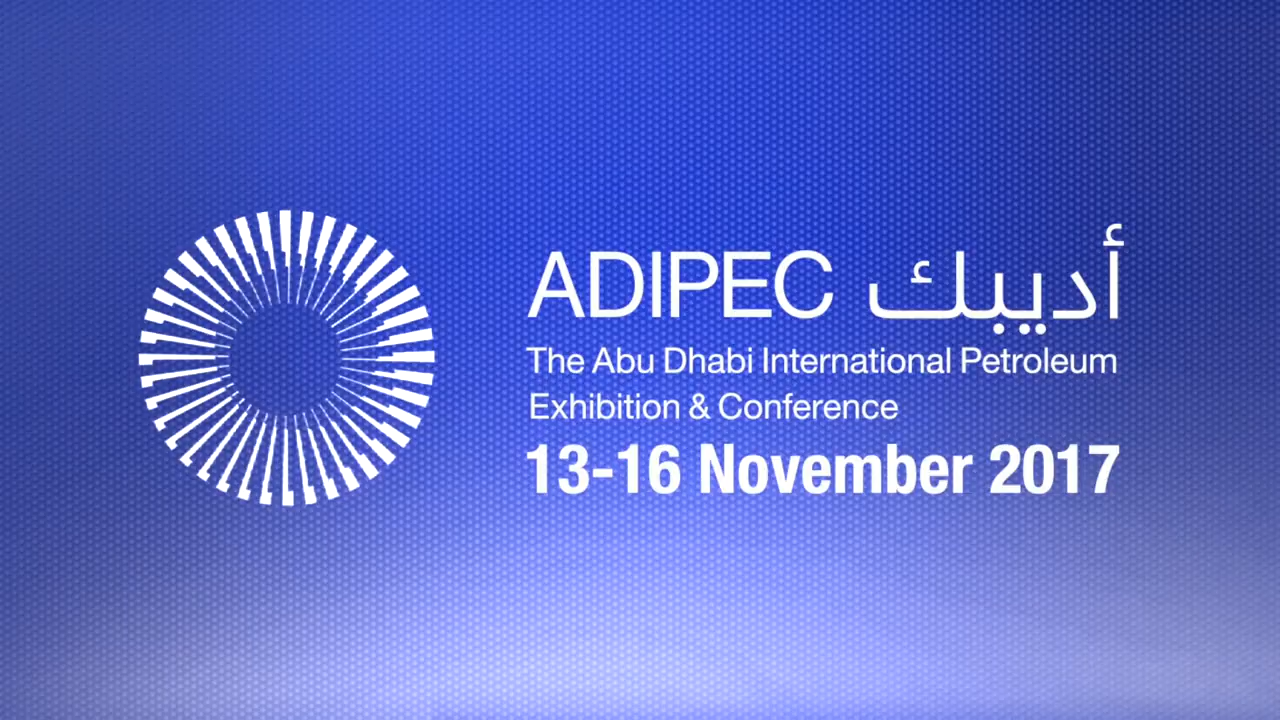 ADIPEC أديبك
The Abu Dhabi International Petroleum
Exhibition & Conference
13-16 November 2017